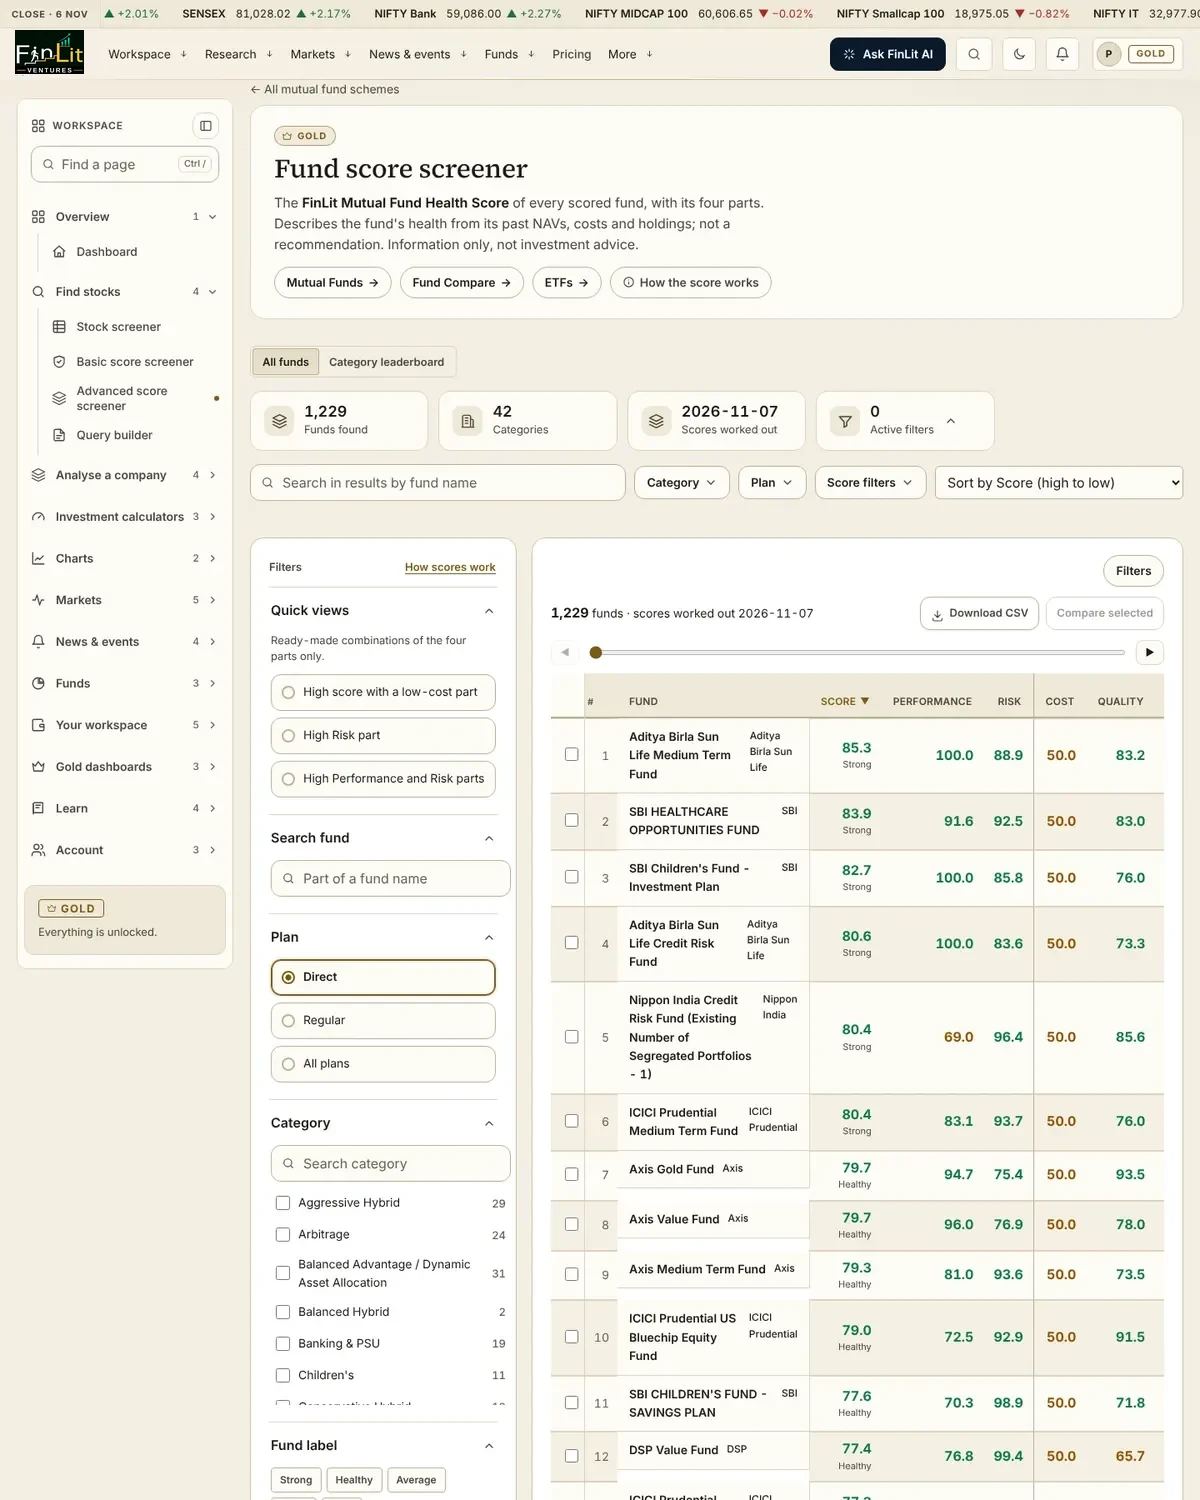 CLOSE · 6 NOV ▲ +2.01% SENSEX 81,028.02 ▲ +2.17% NIFTY Bank 59,086.00 ▲ +2.27% NIFTY MIDCAP 100 60,606.65 ▼ −0.02% NIFTY Smallcap 100 18,975.05 ▼ −0.82% NIFTY IT 32,977.90
FinLit
VENTURES
Workspace Research Markets News & events Funds Pricing More Ask FinLit AI P GOLD
← All mutual fund schemes
WORKSPACE
Find a page Ctrl /
Overview 1
Dashboard
Find stocks 4
Stock screener
Basic score screener
Advanced score
screener
Query builder
Analyse a company 4
Investment calculators 3
Charts 2
Markets 5
News & events 4
Funds 3
Your workspace 5
Gold dashboards 3
Learn 4
Account 3
GOLD
Everything is unlocked.
GOLD
Fund score screener
The FinLit Mutual Fund Health Score of every scored fund, with its four parts.
Describes the fund's health from its past NAVs, costs and holdings; not a
recommendation. Information only, not investment advice.
Mutual Funds → Fund Compare → ETFs → How the score works
All funds Category leaderboard
1,229
Funds found
42
Categories
2026-11-07
Scores worked out
0
Active filters
Search in results by fund name Category Plan Score filters Sort by Score (high to low)
Filters How scores work
Quick views
Ready-made combinations of the four
parts only.
High score with a low-cost part
High Risk part
High Performance and Risk parts
Search fund
Part of a fund name
Plan
Direct
Regular
All plans
Category
Search category
Aggressive Hybrid 29
Arbitrage 24
Balanced Advantage / Dynamic
Asset Allocation 31
Balanced Hybrid 2
Banking & PSU 19
Children's 11
Fund label
Strong Healthy Average
Filters
1,229 funds · scores worked out 2026-11-07 Download CSV Compare selected
◀ ▶
# FUND SCORE ▼ PERFORMANCE RISK COST QUALITY
1 Aditya Birla Sun Life Medium Term Fund Aditya Birla Sun Life 85.3 Strong 100.0 88.9 50.0 83.2
2 SBI HEALTHCARE OPPORTUNITIES FUND SBI 83.9 Strong 91.6 92.5 50.0 83.0
3 SBI Children's Fund - Investment Plan SBI 82.7 Strong 100.0 85.8 50.0 76.0
4 Aditya Birla Sun Life Credit Risk Fund Aditya Birla Sun Life 80.6 Strong 100.0 83.6 50.0 73.3
5 Nippon India Credit Risk Fund (Existing Number of Segregated Portfolios - 1) Nippon India 80.4 Strong 69.0 96.4 50.0 85.6
6 ICICI Prudential Medium Term Fund ICICI Prudential 80.4 Strong 83.1 93.7 50.0 76.0
7 Axis Gold Fund Axis 79.7 Healthy 94.7 75.4 50.0 93.5
8 Axis Value Fund Axis 79.7 Healthy 96.0 76.9 50.0 78.0
9 Axis Medium Term Fund Axis 79.3 Healthy 81.0 93.6 50.0 73.5
10 ICICI Prudential US Bluechip Equity Fund ICICI Prudential 79.0 Healthy 72.5 92.9 50.0 91.5
11 SBI CHILDREN'S FUND - SAVINGS PLAN SBI 77.6 Healthy 70.3 98.9 50.0 71.8
12 DSP Value Fund DSP 77.4 Healthy 76.8 99.4 50.0 65.7
ICICI Prudential ICICI